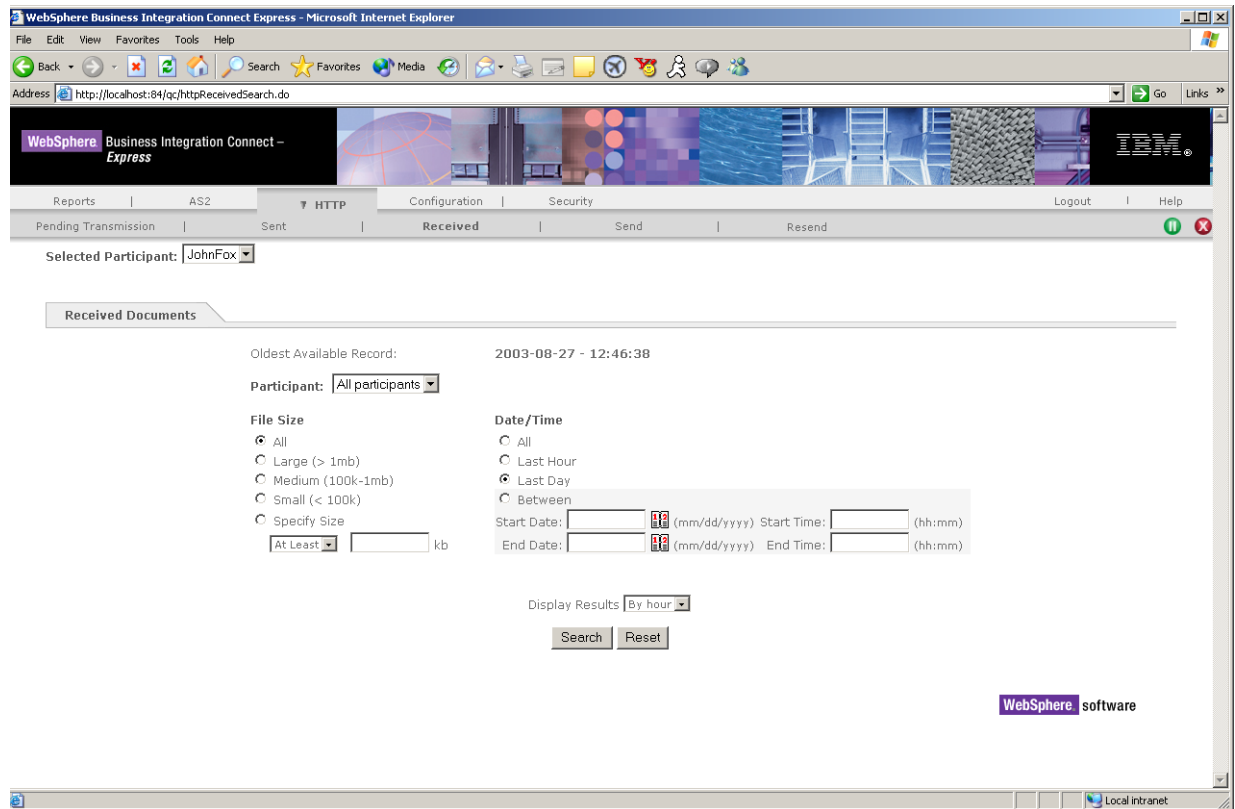 WebSphere Business Integration Connect Express - Microsoft Internet Explorer
File Edit View Favorites Tools Help
Back Search Favorites Media
Address http://localhost:84/qc/httpReceivedSearch.do Go Links »
WebSphere. Business Integration Connect –
Express
IBM®
Reports | AS2 HTTP Configuration | Security Logout | Help
Pending Transmission | Sent | Received | Send | Resend
Selected Participant: JohnFox
Received Documents
Oldest Available Record: 2003-08-27 - 12:46:38
Participant: All participants
File Size Date/Time
All All
Large (> 1mb) Last Hour
Medium (100k-1mb) Last Day
Small (< 100k) Between
Specify Size Start Date: (mm/dd/yyyy) Start Time: (hh:mm)
At Least kb End Date: (mm/dd/yyyy) End Time: (hh:mm)
Display Results By hour
Search Reset
WebSphere. software
Local intranet